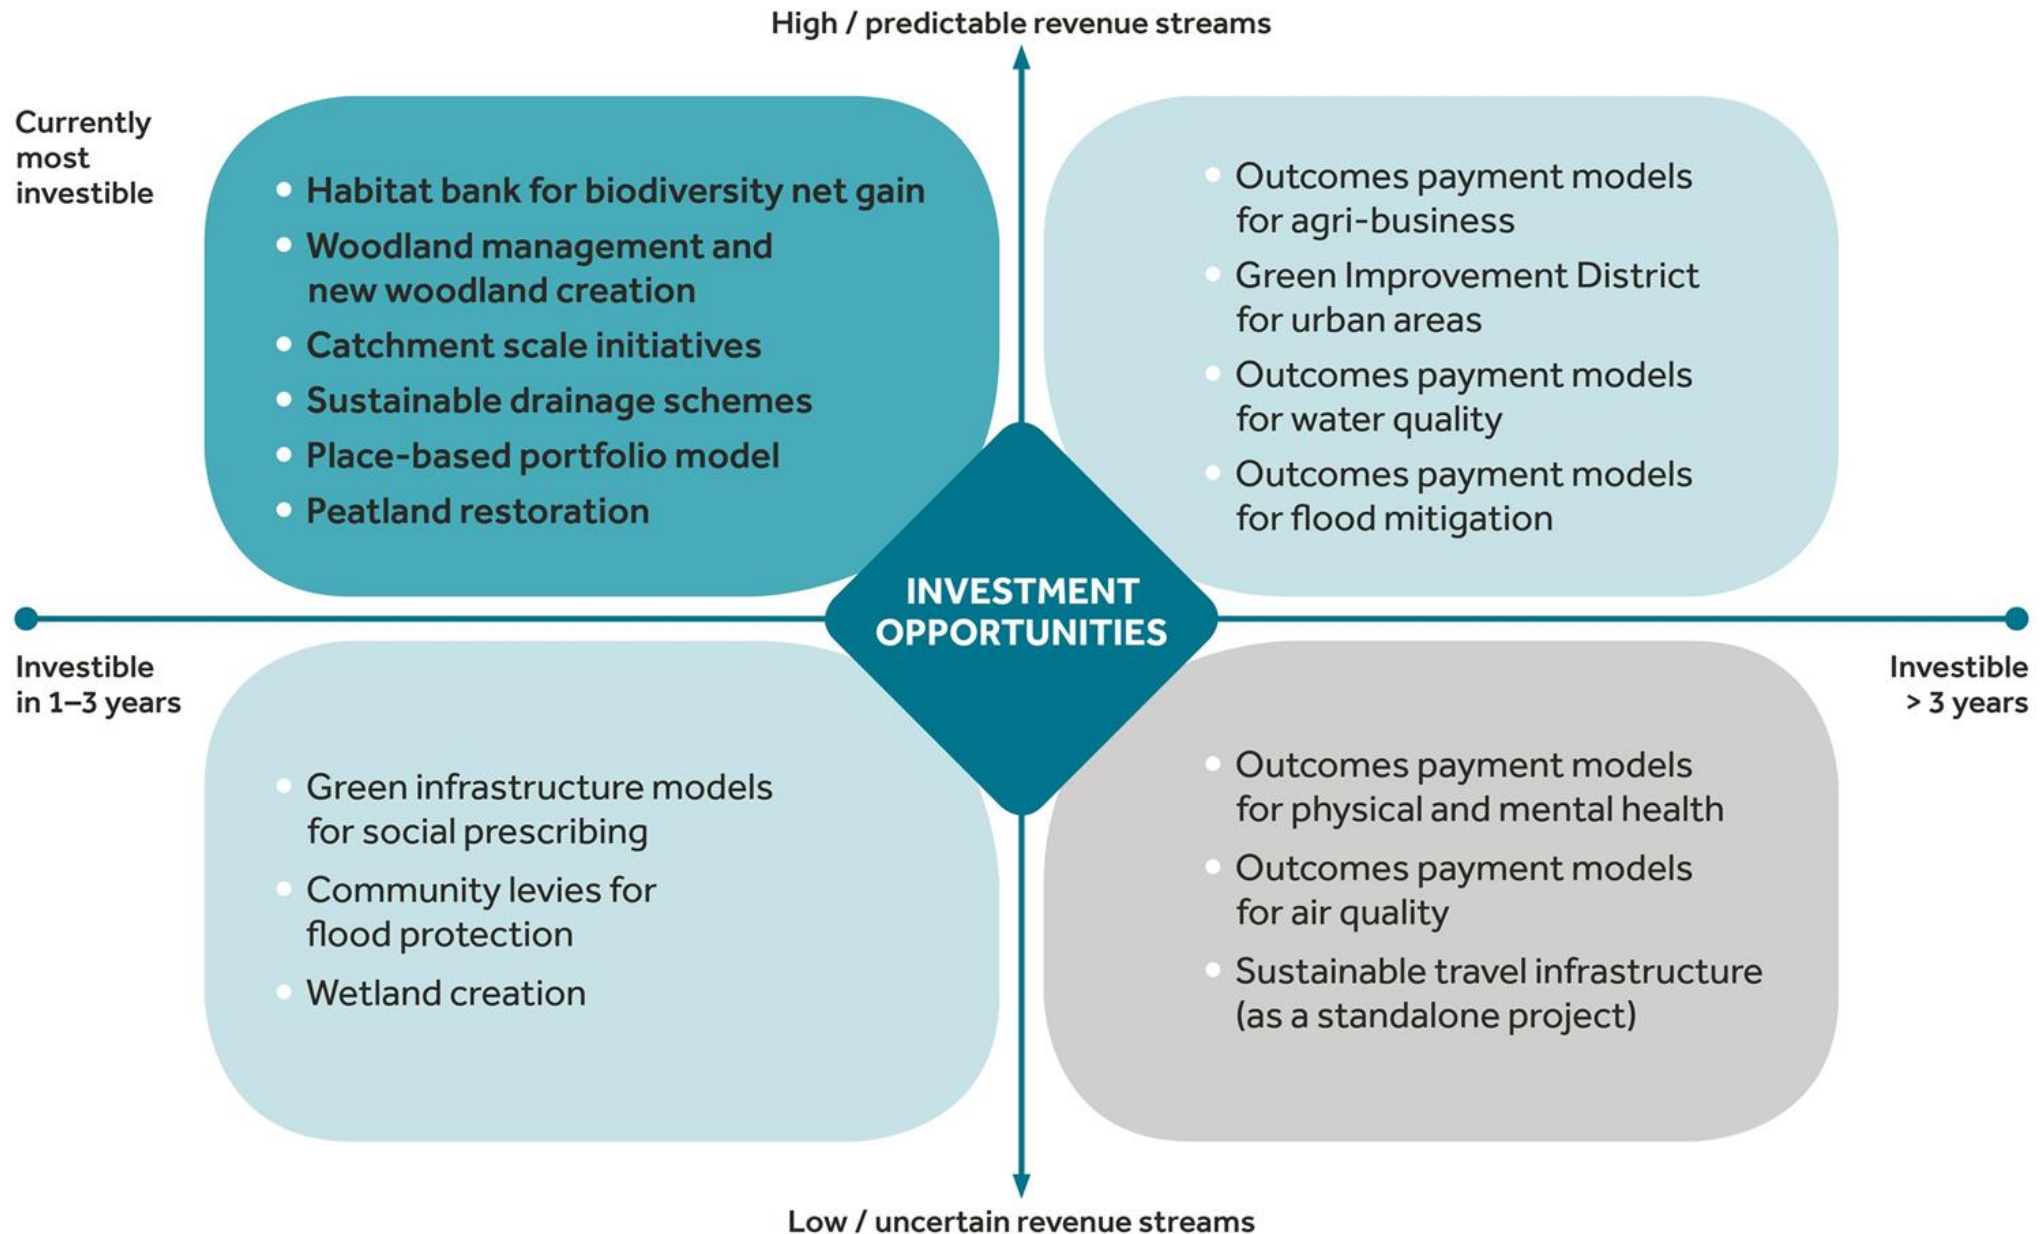 High / predictable revenue streams
Currently
most
investible
• Habitat bank for biodiversity net gain
• Woodland management and
new woodland creation
• Catchment scale initiatives
• Sustainable drainage schemes
• Place-based portfolio model
• Peatland restoration
• Outcomes payment models
for agri-business
• Green Improvement District
for urban areas
• Outcomes payment models
for water quality
• Outcomes payment models
for flood mitigation
INVESTMENT
OPPORTUNITIES
Investible
in 1–3 years
Investible
> 3 years
• Green infrastructure models
for social prescribing
• Community levies for
flood protection
• Wetland creation
• Outcomes payment models
for physical and mental health
• Outcomes payment models
for air quality
• Sustainable travel infrastructure
(as a standalone project)
Low / uncertain revenue streams